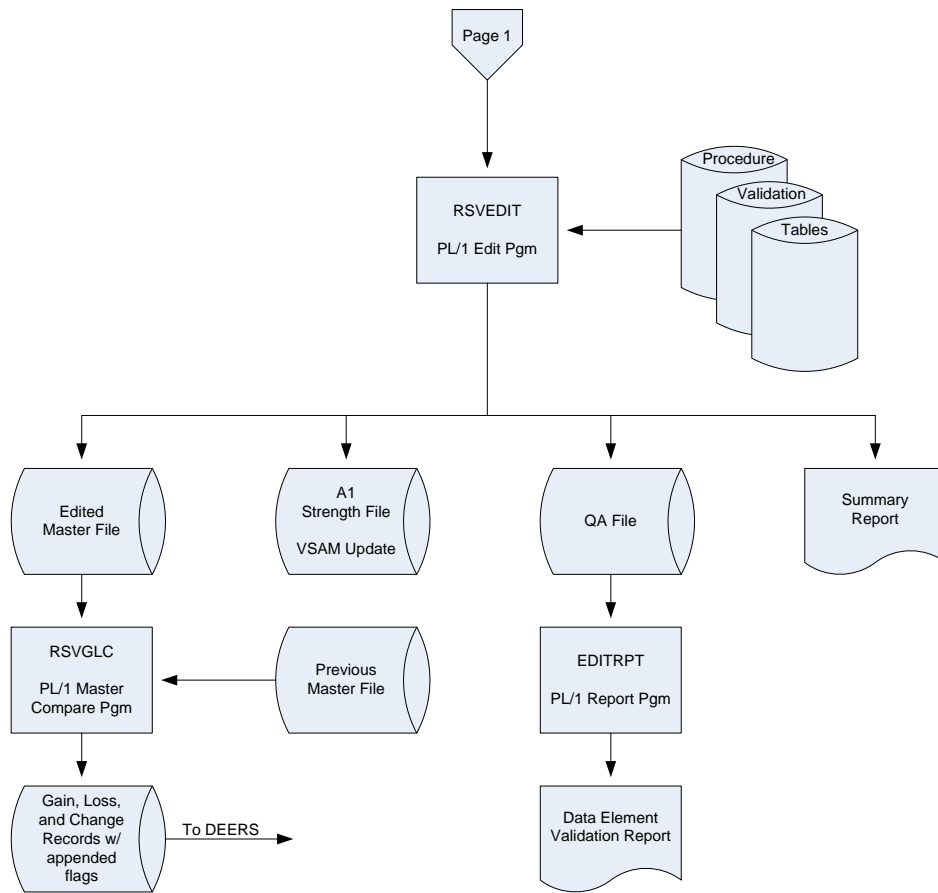 Page 1
Procedure
Validation
Tables
RSVEDIT
PL/1 Edit Pgm
Edited
Master File
A1
Strength File
VSAM Update
QA File
Summary
Report
RSVGLC
PL/1 Master
Compare Pgm
Previous
Master File
EDITRPT
PL/1 Report Pgm
Gain, Loss,
and Change
Records w/
appended
flags
To DEERS
Data Element
Validation Report